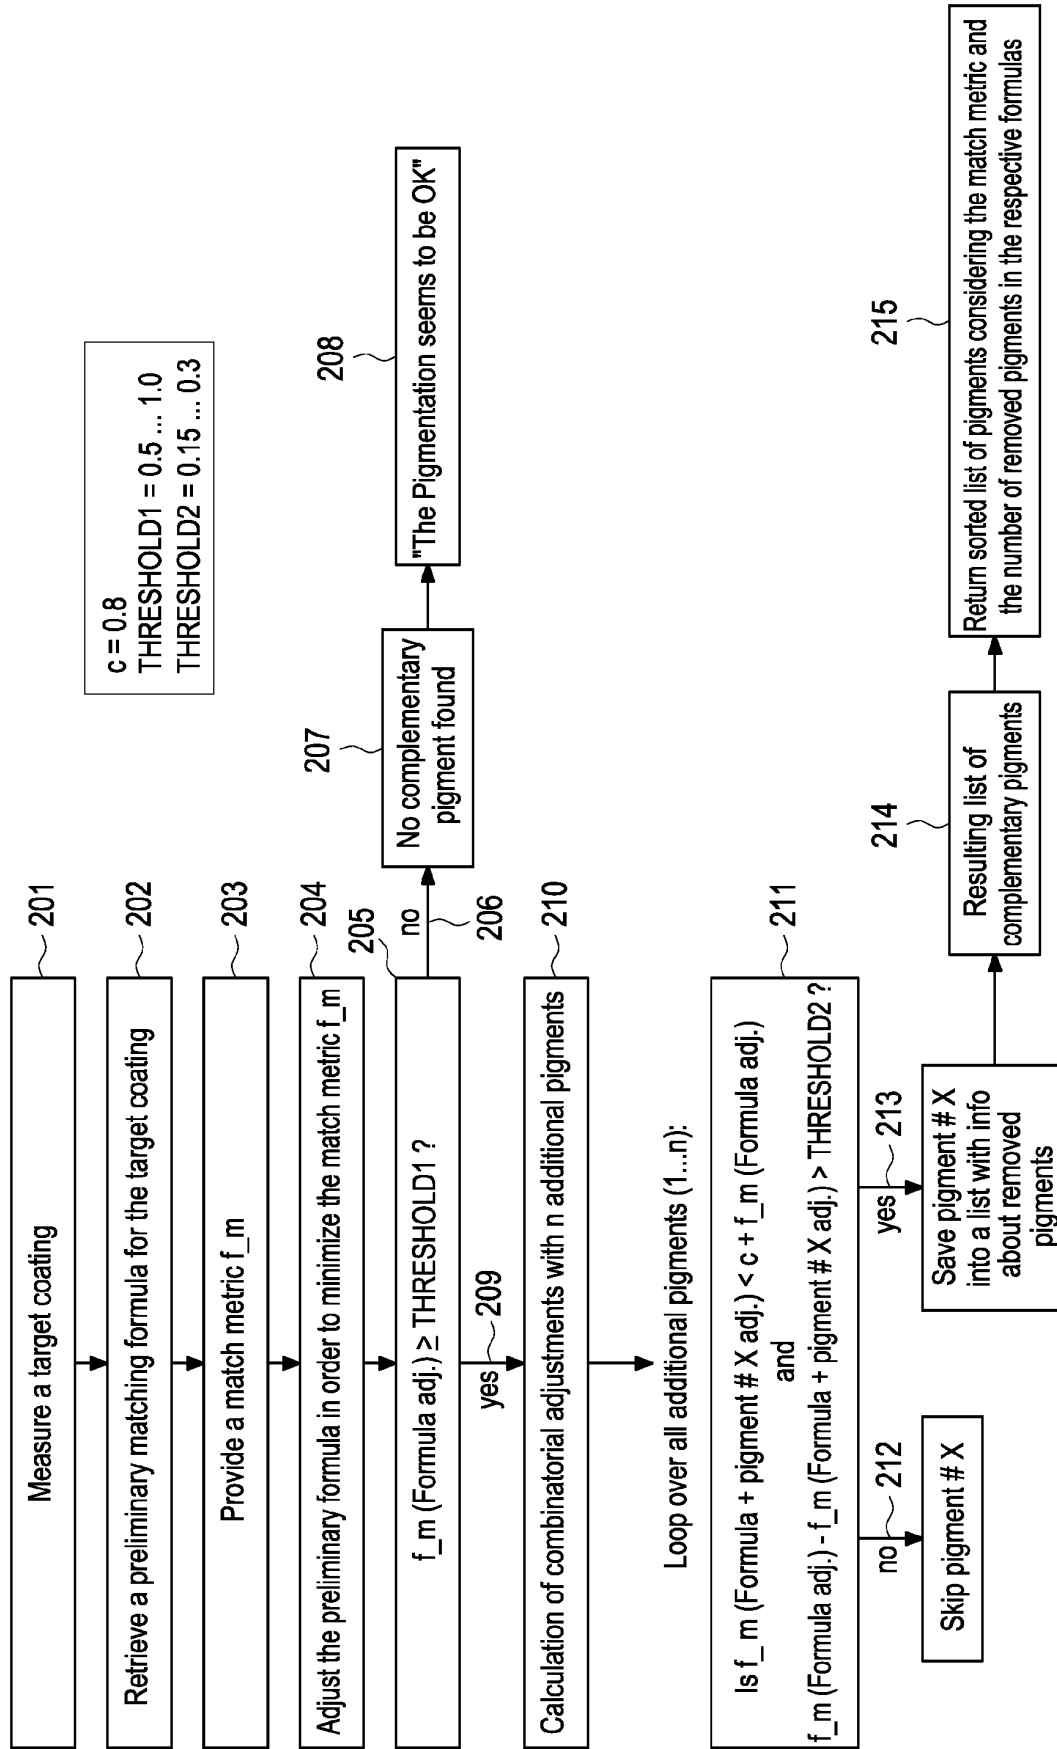 Measure a target coating
201
Retrieve a preliminary matching formula for the target coating
202
Provide a match metric f_m
203
Adjust the preliminary formula in order to minimize the match metric f_m
204
f_m (Formula adj.) ≥ THRESHOLD1 ?
205
no
206
No complementary
pigment found
207
"The Pigmentation seems to be OK"
208
c = 0.8
THRESHOLD1 = 0.5 ... 1.0
THRESHOLD2 = 0.15 ... 0.3
yes
209
Calculation of combinatorial adjustments with n additional pigments
210
Loop over all additional pigments (1...n):
Is f_m (Formula + pigment # X adj.) < c + f_m (Formula adj.)
and
f_m (Formula adj.) - f_m (Formula + pigment # X adj.) > THRESHOLD2 ?
211
no
212
Skip pigment # X
yes
213
Save pigment # X
into a list with info
about removed
pigments
Resulting list of
complementary pigments
214
Return sorted list of pigments considering the match metric and
the number of removed pigments in the respective formulas
215